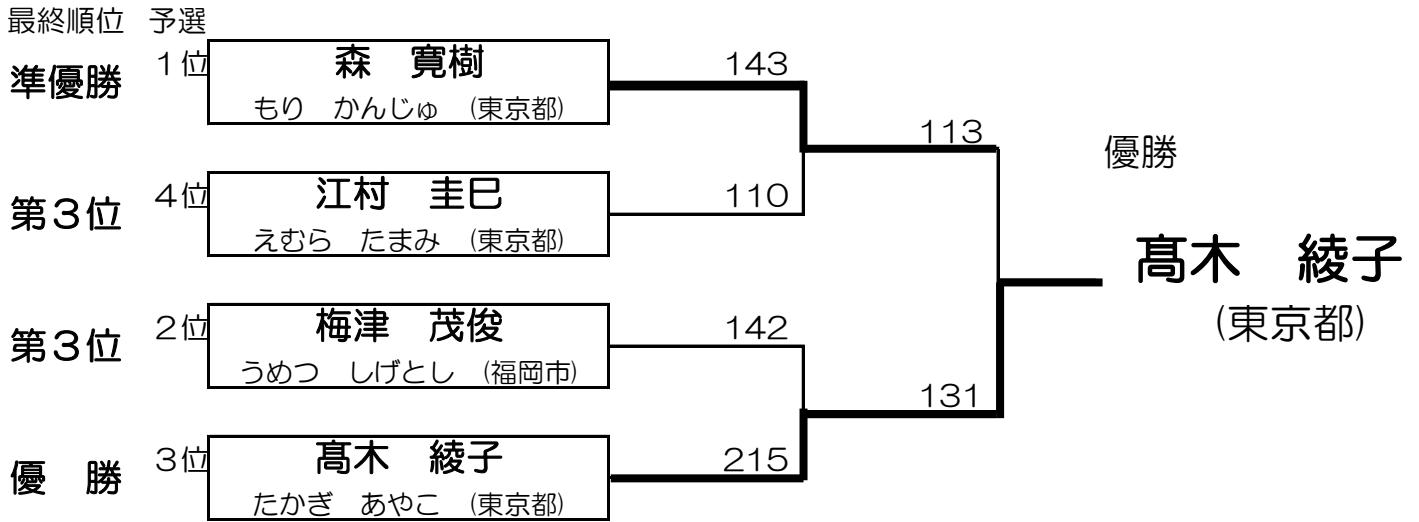 最終順位 予選
準優勝 1位 森 寛樹 143
もり かんじゅ (東京都)
113
優勝
第3位 4位 江村 圭巳 110
えむら たまみ (東京都)
髙木 綾子
(東京都)
第3位 2位 梅津 茂俊 142
うめつ しげとし (福岡市)
131
優 勝 3位 髙木 綾子 215
たかぎ あやこ (東京都)